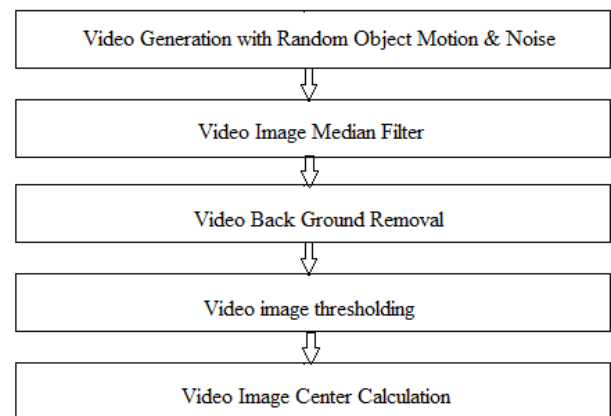 Video Generation with Random Object Motion & Noise
Video Image Median Filter
Video Back Ground Removal
Video image thresholding
Video Image Center Calculation